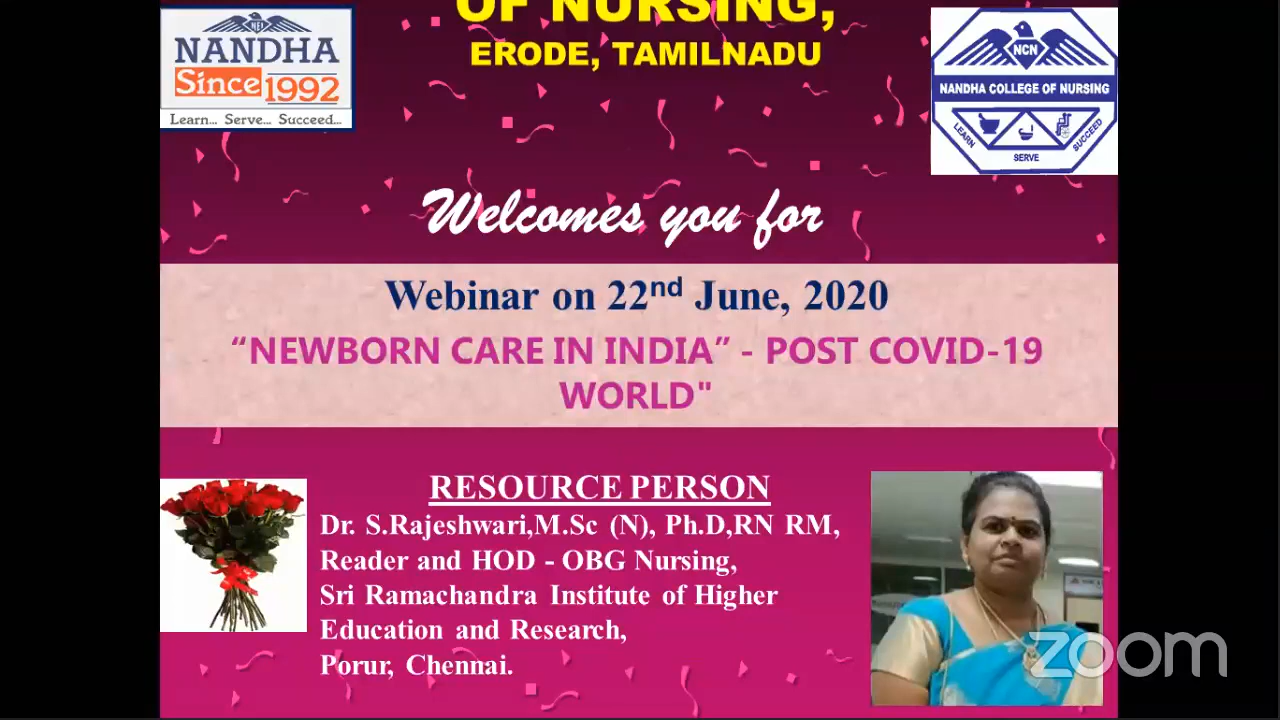 OF NURSING,
ERODE, TAMILNADU
NEI
NANDHA
Since 1992
Learn... Serve... Succeed...
NCN
NANDHA COLLEGE OF NURSING
LEARN
SERVE
SUCCEED
Welcomes you for
Webinar on 22nd June, 2020
“NEWBORN CARE IN INDIA” - POST COVID-19
WORLD"
RESOURCE PERSON
Dr. S.Rajeshwari,M.Sc (N), Ph.D,RN RM,
Reader and HOD - OBG Nursing,
Sri Ramachandra Institute of Higher
Education and Research,
Porur, Chennai.
zoom